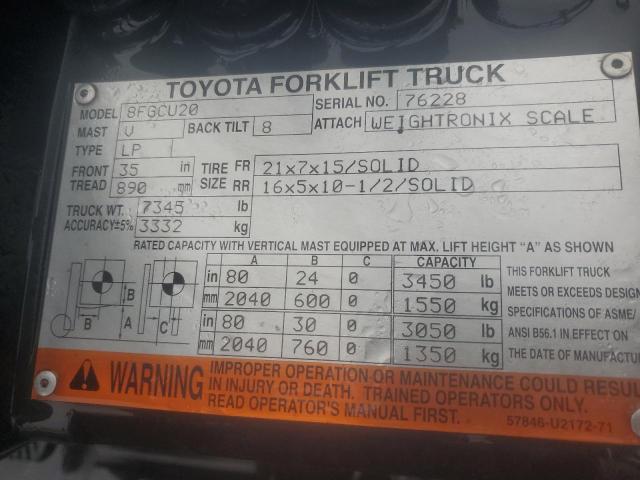 TOYOTA FORKLIFT TRUCK
MODEL 8FGCU20 SERIAL NO. 76228
MAST V BACK TILT 8 ATTACH WEIGHTRONIX SCALE
TYPE LP
FRONT 35 in TIRE FR 21x7x15/SOLID
TREAD 890 mm SIZE RR 16x5x10-1/2/SOLID
TRUCK WT. 7345 lb
ACCURACY±5% 3332 kg
RATED CAPACITY WITH VERTICAL MAST EQUIPPED AT MAX. LIFT HEIGHT "A" AS SHOWN
A B C CAPACITY
in 80 24 0 3450 lb
mm 2040 600 0 1550 kg
in 80 30 0 3050 lb
mm 2040 760 0 1350 kg
B
B A C
THIS FORKLIFT TRUCK
MEETS OR EXCEEDS DESIGN
SPECIFICATIONS OF ASME/
ANSI B56.1 IN EFFECT ON
THE DATE OF MANUFACTU
WARNING IMPROPER OPERATION OR MAINTENANCE COULD RESUL
IN INJURY OR DEATH. TRAINED OPERATORS ONLY.
READ OPERATOR'S MANUAL FIRST.
57846-U2172-71